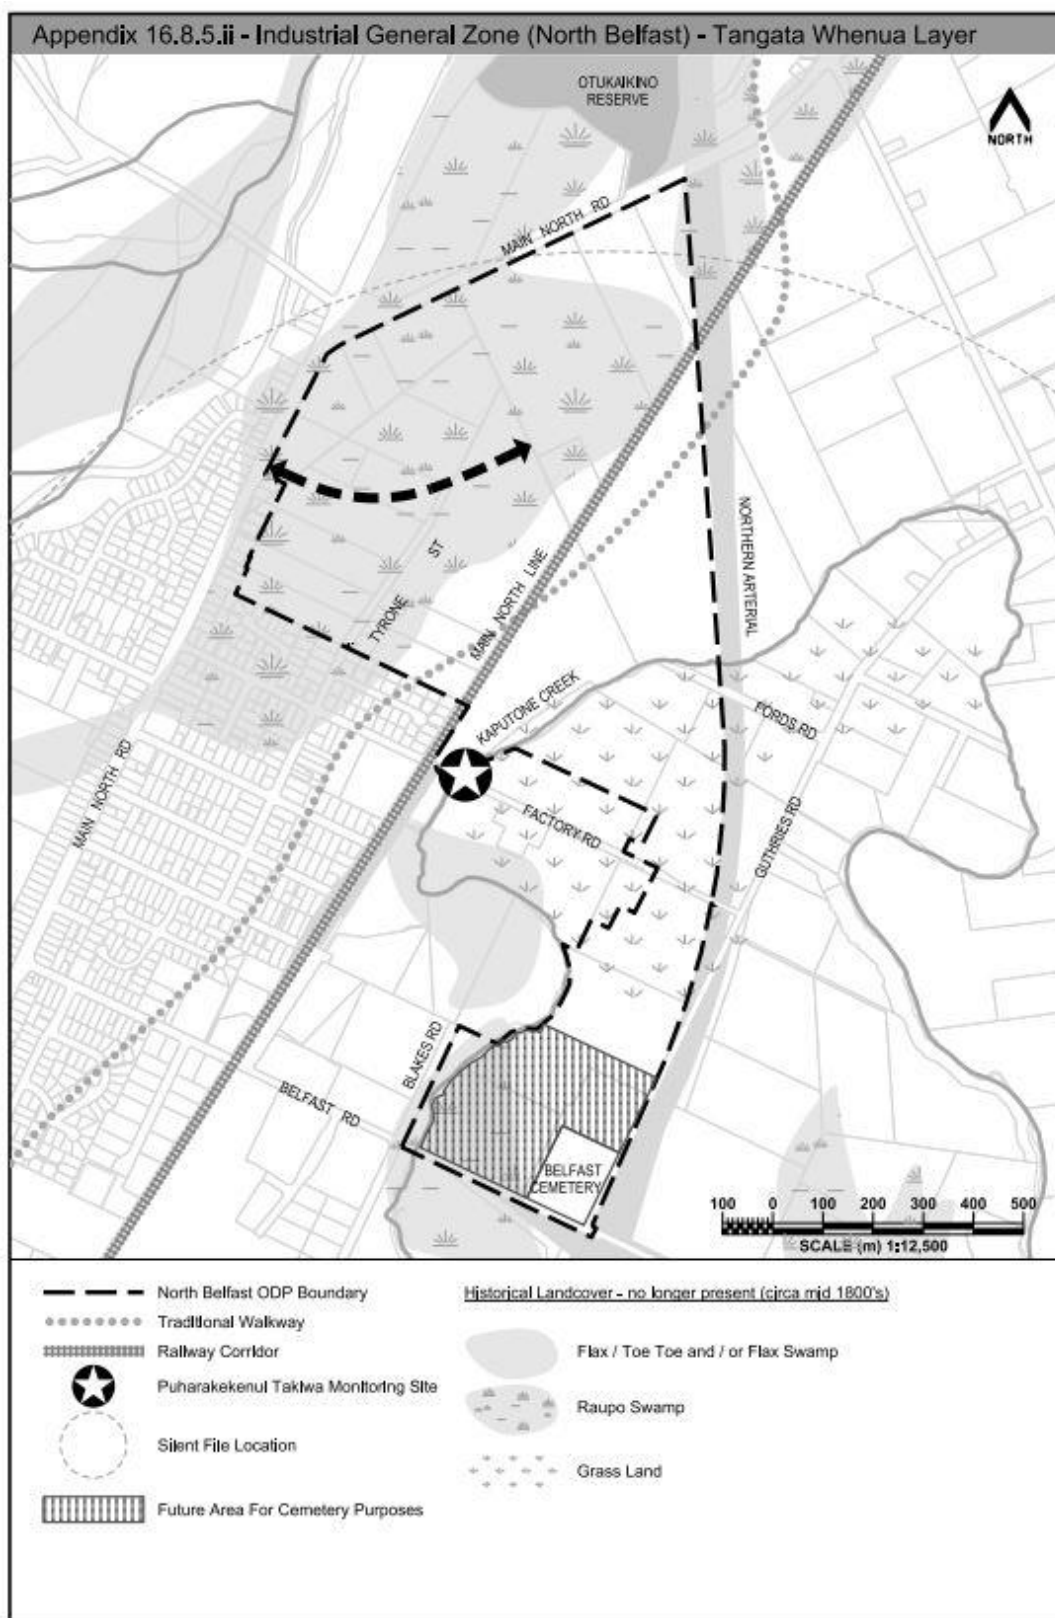 Appendix 16.8.5.ii - Industrial General Zone (North Belfast) - Tangata Whenua Layer
OTUKAIKINO
RESERVE
NORTH
MAIN NORTH RD
NORTHERN ARTERIAL
TYRONE ST
MAIN NORTH LINE
KAPUTONE CREEK
FORDS RD
MAIN NORTH RD
FACTORY RD
GUTHRIES RD
BLAKES RD
BELFAST RD
BELFAST
CEMETERY
100 0 100 200 300 400 500
SCALE (m) 1:12,500
North Belfast ODP Boundary
Traditional Walkway
Railway Corridor
Puharakekenui Takiwa Monitoring Site
Silent File Location
Future Area For Cemetery Purposes
Historical Landcover - no longer present (circa mid 1800's)
Flax / Toe Toe and / or Flax Swamp
Raupo Swamp
Grass Land